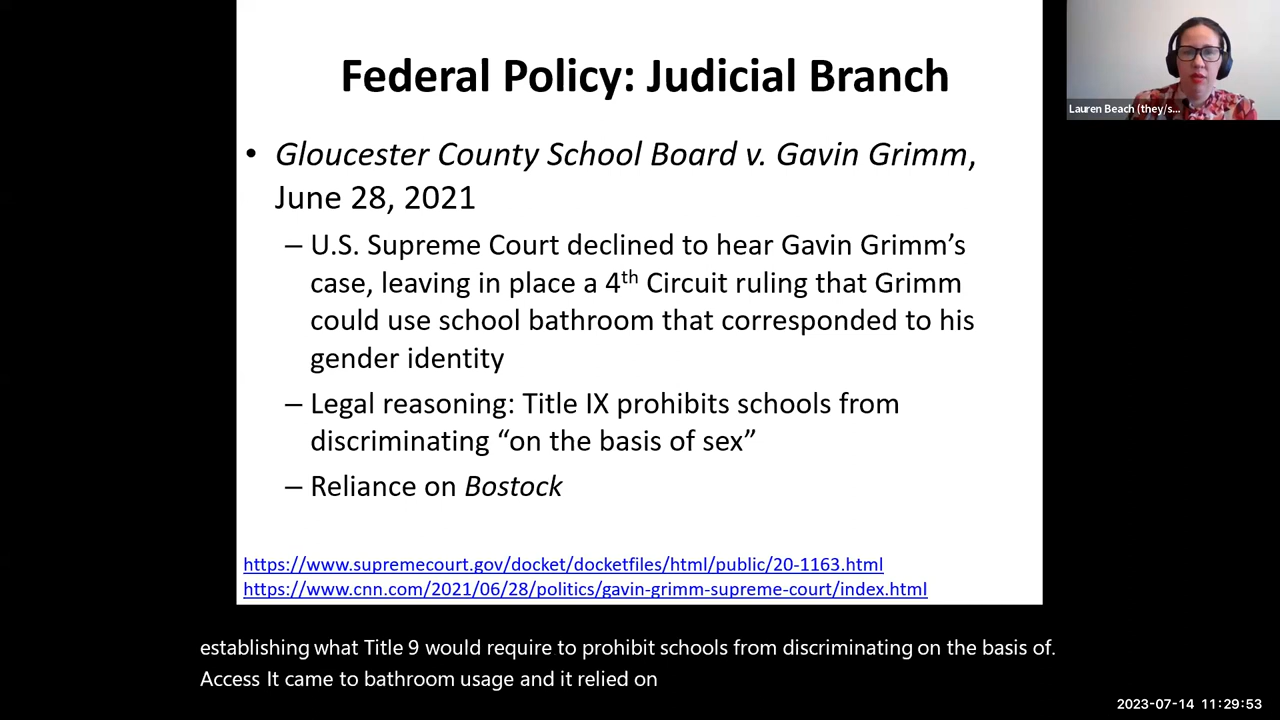 Federal Policy: Judicial Branch
• Gloucester County School Board v. Gavin Grimm,
June 28, 2021
– U.S. Supreme Court declined to hear Gavin Grimm’s
case, leaving in place a 4th Circuit ruling that Grimm
could use school bathroom that corresponded to his
gender identity
– Legal reasoning: Title IX prohibits schools from
discriminating “on the basis of sex”
– Reliance on Bostock
https://www.supremecourt.gov/docket/docketfiles/html/public/20-1163.html
https://www.cnn.com/2021/06/28/politics/gavin-grimm-supreme-court/index.html
Lauren Beach (they/s...
establishing what Title 9 would require to prohibit schools from discriminating on the basis of.
Access It came to bathroom usage and it relied on
2023-07-14 11:29:53